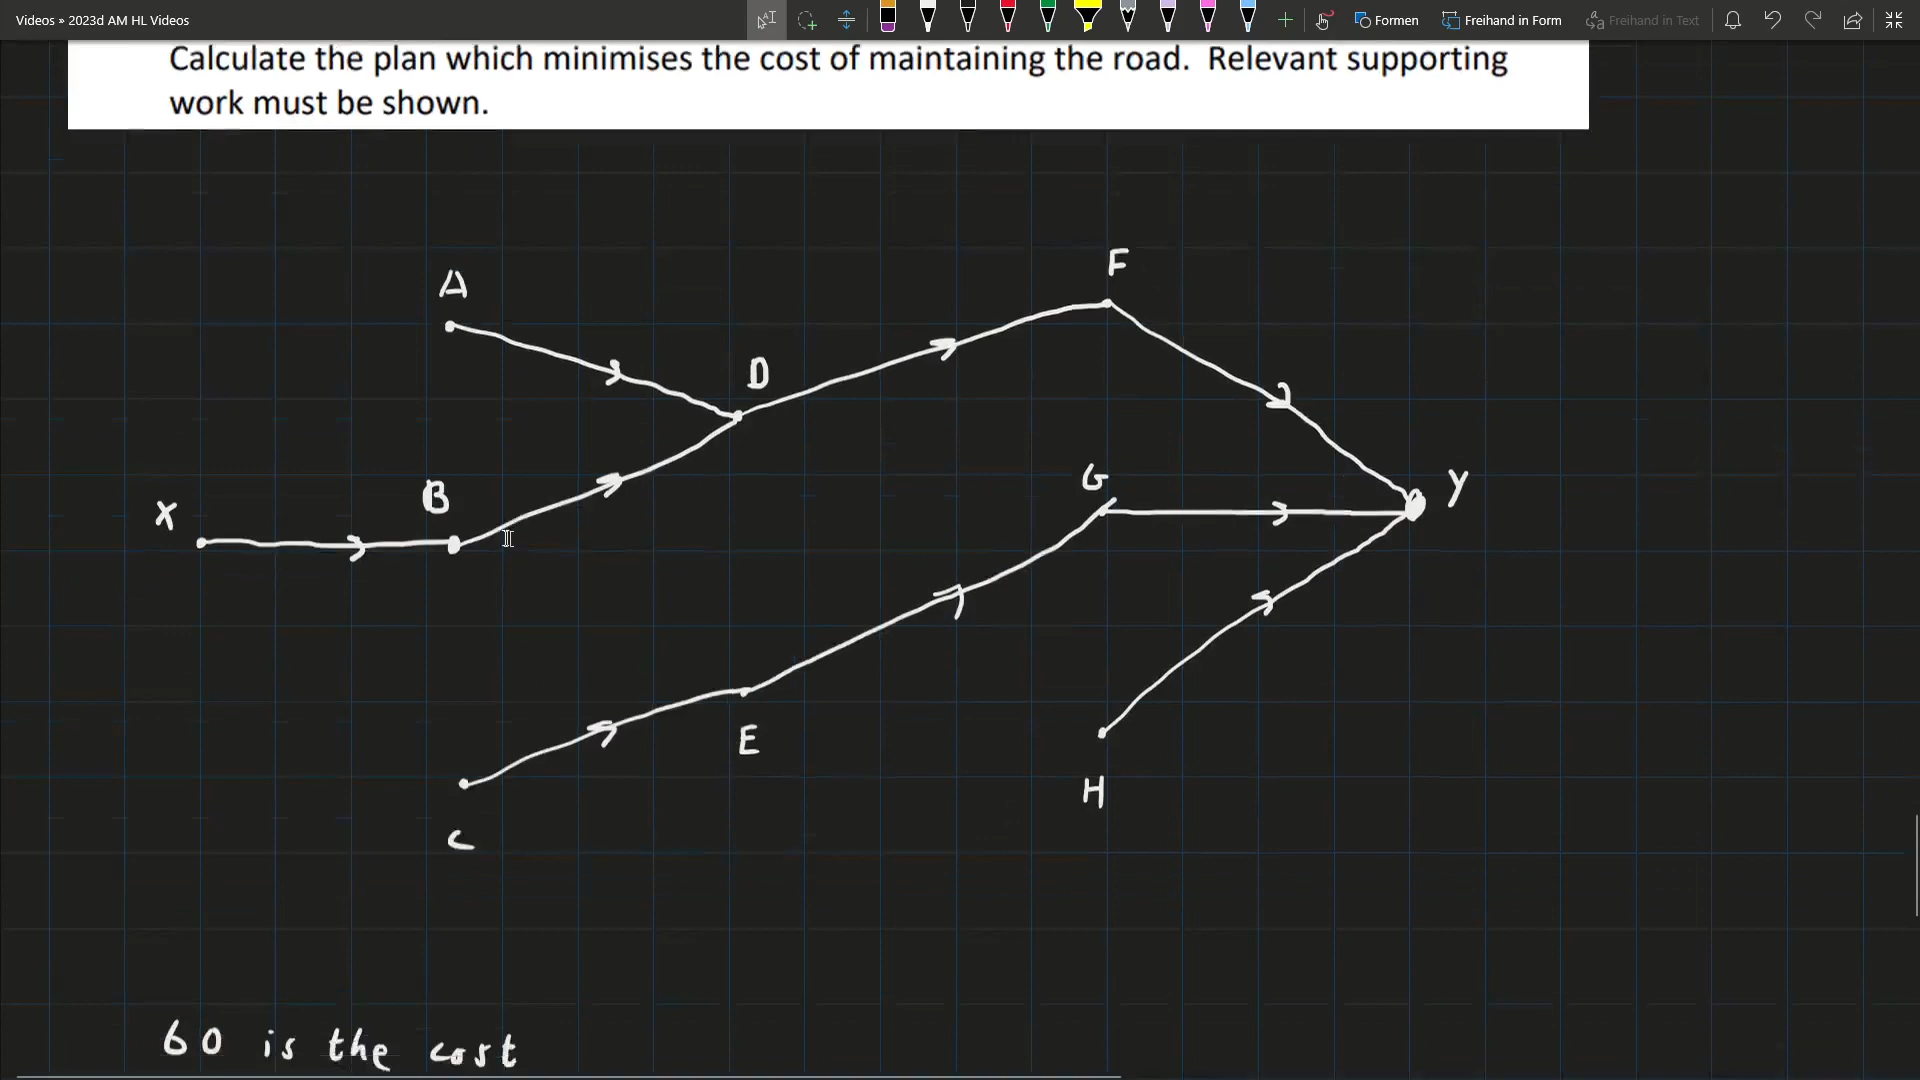 Videos » 2023d AM HL Videos
Formen
Freihand in Form
Freihand in Text
Calculate the plan which minimises the cost of maintaining the road. Relevant supporting
work must be shown.
F
A
D
G
Y
B
X
E
H
C
60 is the cost